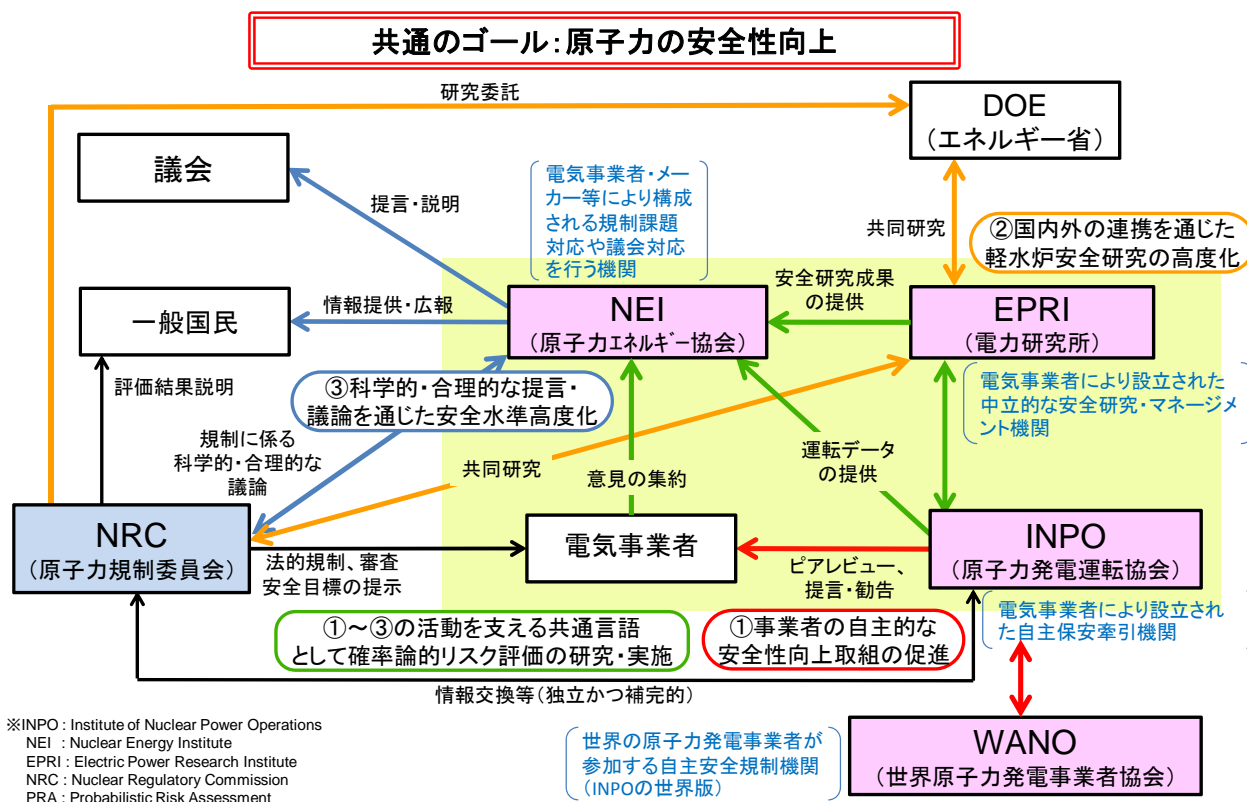 共通のゴール：原子力の安全性向上
研究委託
DOE
（エネルギー省）
議会
提言・説明
電気事業者・メー
カー等により構成
される規制課題
対応や議会対応
を行う機関
共同研究
②国内外の連携を通じた
軽水炉安全研究の高度化
一般国民
情報提供・広報
NEI
（原子力エネルギー協会）
安全研究成果
の提供
EPRI
（電力研究所）
評価結果説明
③科学的・合理的な提言・
議論を通じた安全水準高度化
電気事業者により設立された
中立的な安全研究・マネージメ
ント機関
規制に係る
科学的・合理的な
議論
共同研究
意見の集約
運転データ
の提供
NRC
（原子力規制委員会）
法的規制、審査
安全目標の提示
電気事業者
ピアレビュー、
提言・勧告
INPO
（原子力発電運転協会）
①～③の活動を支える共通言語
として確率論的リスク評価の研究・実施
①事業者の自主的な
安全性向上取組の促進
電気事業者により設立され
た自主保安牽引機関
情報交換等（独立かつ補完的）
※INPO : Institute of Nuclear Power Operations
NEI : Nuclear Energy Institute
EPRI : Electric Power Research Institute
NRC : Nuclear Regulatory Commission
PRA : Probabilistic Risk Assessment
世界の原子力発電事業者が
参加する自主安全規制機関
（INPOの世界版）
WANO
（世界原子力発電事業者協会）